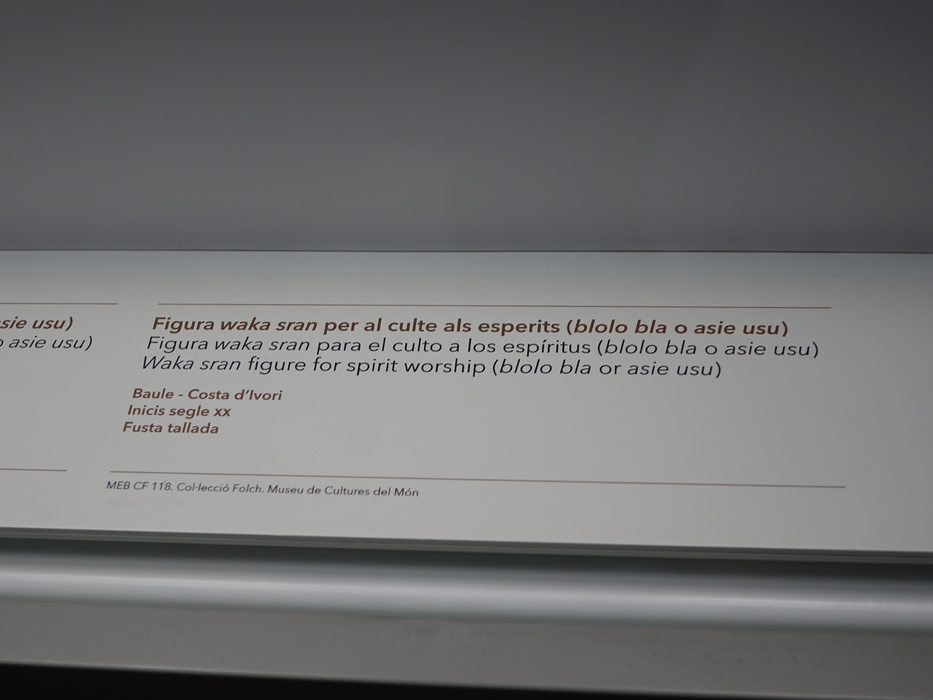 sie usu)
o asie usu)
Figura waka sran per al culte als esperits (blolo bla o asie usu)
Figura waka sran para el culto a los espíritus (blolo bla o asie usu)
Waka sran figure for spirit worship (blolo bla or asie usu)
Baule - Costa d'Ivori
Inicis segle xx
Fusta tallada
MEB CF 118. Col·lecció Folch. Museu de Cultures del Món